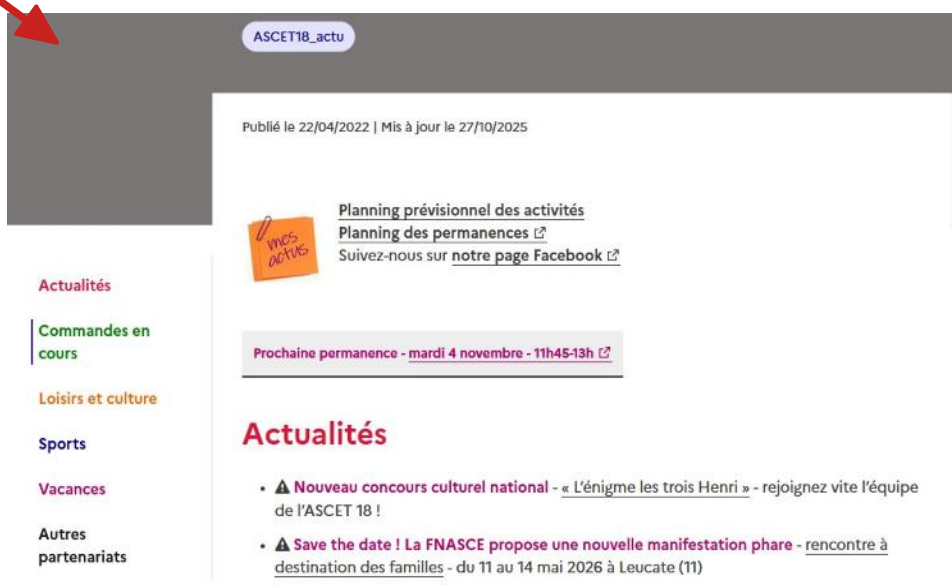 ASCET18_actu
Publié le 22/04/2022 | Mis à jour le 27/10/2025
mes
actus
Planning prévisionnel des activités
Planning des permanences
Suivez-nous sur notre page Facebook
Actualités
Commandes en
cours
Loisirs et culture
Sports
Vacances
Autres
partenariats
Prochaine permanence - mardi 4 novembre - 11h45-13h
Actualités
• ⚠ Nouveau concours culturel national - « L'énigme les trois Henri » - rejoignez vite l'équipe
de l'ASCET 18 !
• ⚠ Save the date ! La FNASCE propose une nouvelle manifestation phare - rencontre à
destination des familles - du 11 au 14 mai 2026 à Leucate (11)